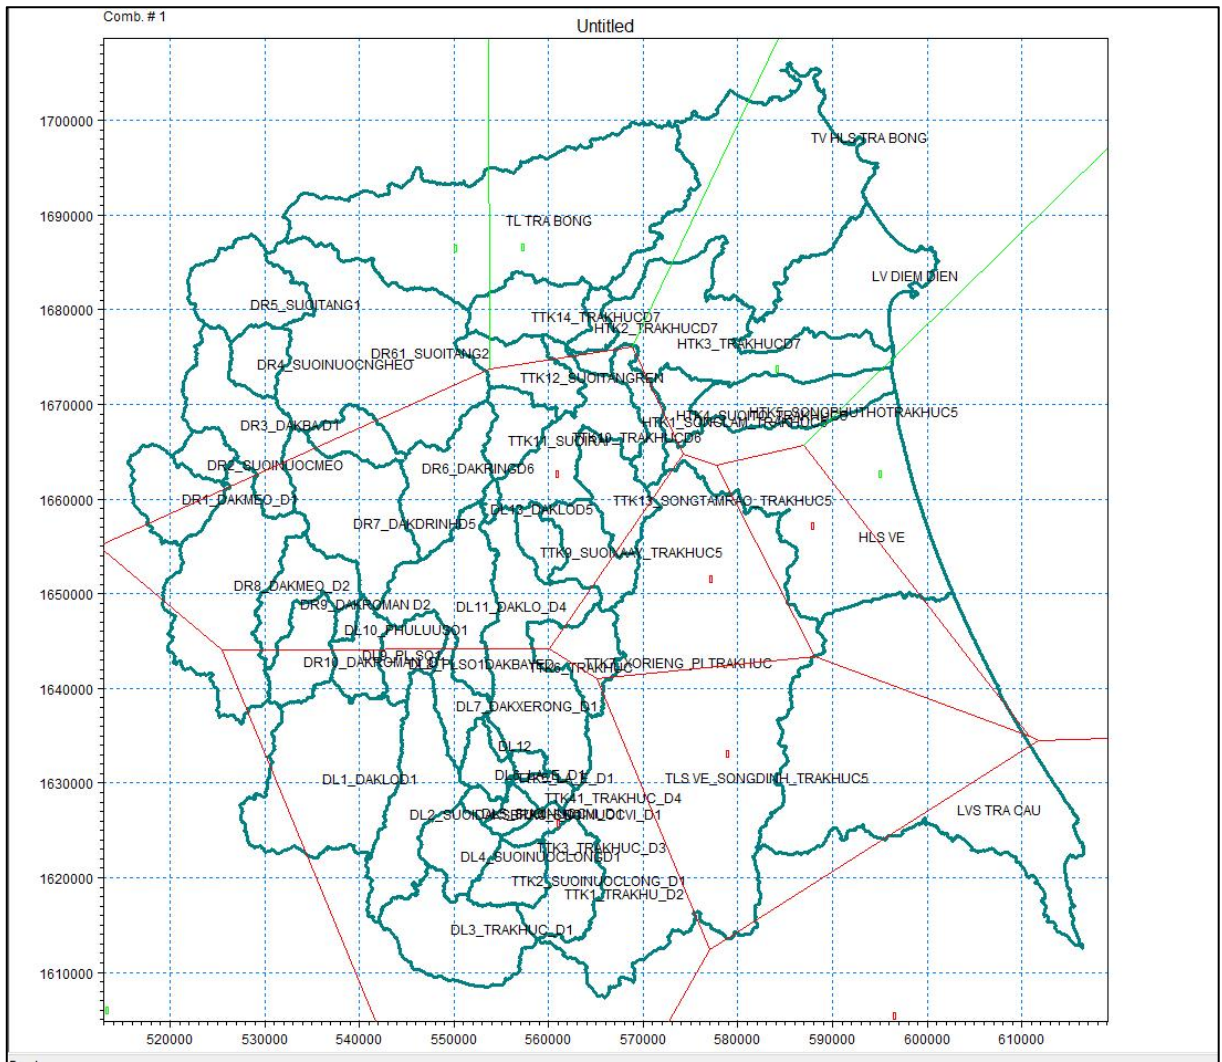 Comb. # 1
Untitled
1700000
TV HLS TRA BONG
1690000
TL TRA BONG
LV DIEM DIEN
DR5_SUOITANG1
1680000
TTK14_TRAKHUCD7
HTK2_TRAKHUCD7
HTK3_TRAKHUCD7
DR61_SUOITANG2
DR4_SUOINUOCNGHEO
TTK12_SUOITANGREN
1670000
DR3_DAKBA D1
TTK13_SONGTAMRAO_TRAKHUC5
DR2_SUOINUOCMEO
DR6_DAKRINGD6
1660000
DR1_DAKMEO_D1
DL13_DAKLOD5
DR7_DAKDRINHD5
HLS VE
1650000
DR8_DAKMEO_D2
DR9_DAKROMAN D2
DL11_DAKLO_D4
DL10_PHULUUSO1
1640000
DL7_DAKXERONG_D1
DL12
1630000
DL1_DAKLOD1
TLS VE_SONGDINH_TRAKHUC5
TTK41_TRAKHUC_D4
LVS TRA CAU
TTK3_TRAKHUC_D3
DL4_SUOINUOCLONGD1
1620000
TTK2_SUOINUOCLONG_D1
TTK1_TRAKHU_D2
DL3_TRAKHUC_D1
1610000
520000 530000 540000 550000 560000 570000 580000 590000 600000 610000